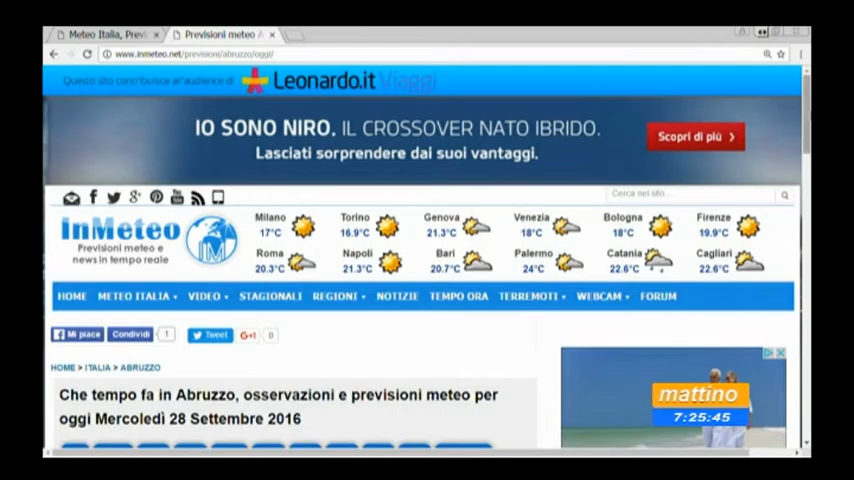 Meteo Italia, Previ
Previsioni meteo A
www.inmeteo.net/previsioni/abruzzo/oggi/
Questo sito contribuisce all'audience di
Leonardo.it Viaggi
IO SONO NIRO. IL CROSSOVER NATO IBRIDO.
Lasciati sorprendere dai suoi vantaggi.
Scopri di più
Cerca nel sito...
InMeteo
Previsioni meteo e
news in tempo reale
IM
Milano Torino Genova Venezia Bologna Firenze
17°C 16.9°C 21.3°C 18°C 18°C 19.9°C
Roma Napoli Bari Palermo Catania Cagliari
20.3°C 21.3°C 20.7°C 24°C 22.6°C 22.6°C
HOME METEO ITALIA VIDEO STAGIONALI REGIONI NOTIZIE TEMPO ORA TERREMOTI WEBCAM FORUM
Mi piace Condividi 1 Tweet G+1 0
HOME > ITALIA > ABRUZZO
Che tempo fa in Abruzzo, osservazioni e previsioni meteo per
oggi Mercoledì 28 Settembre 2016
mattino
7:25:45